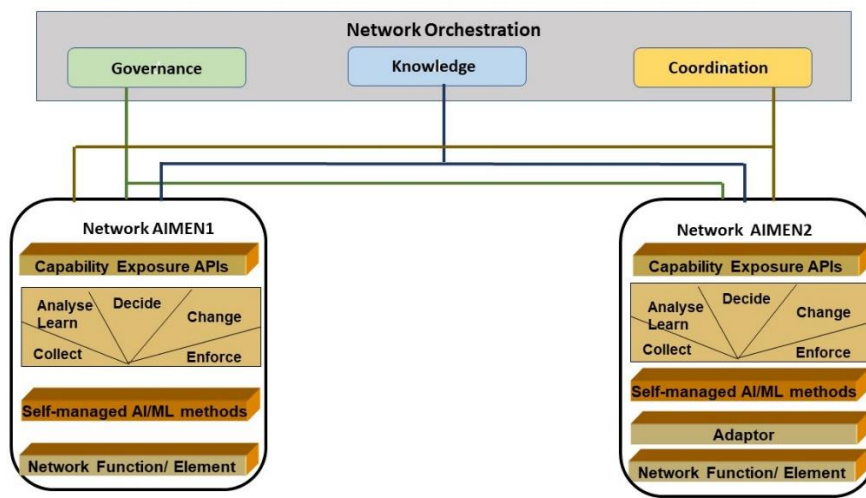 Network Orchestration
Governance
Knowledge
Coordination
Network AIMEN1
Capability Exposure APIs
Analyse
Learn
Decide
Change
Collect
Enforce
Self-managed AI/ML methods
Network Function/ Element
Network AIMEN2
Capability Exposure APIs
Analyse
Learn
Decide
Change
Collect
Enforce
Self-managed AI/ML methods
Adaptor
Network Function/ Element